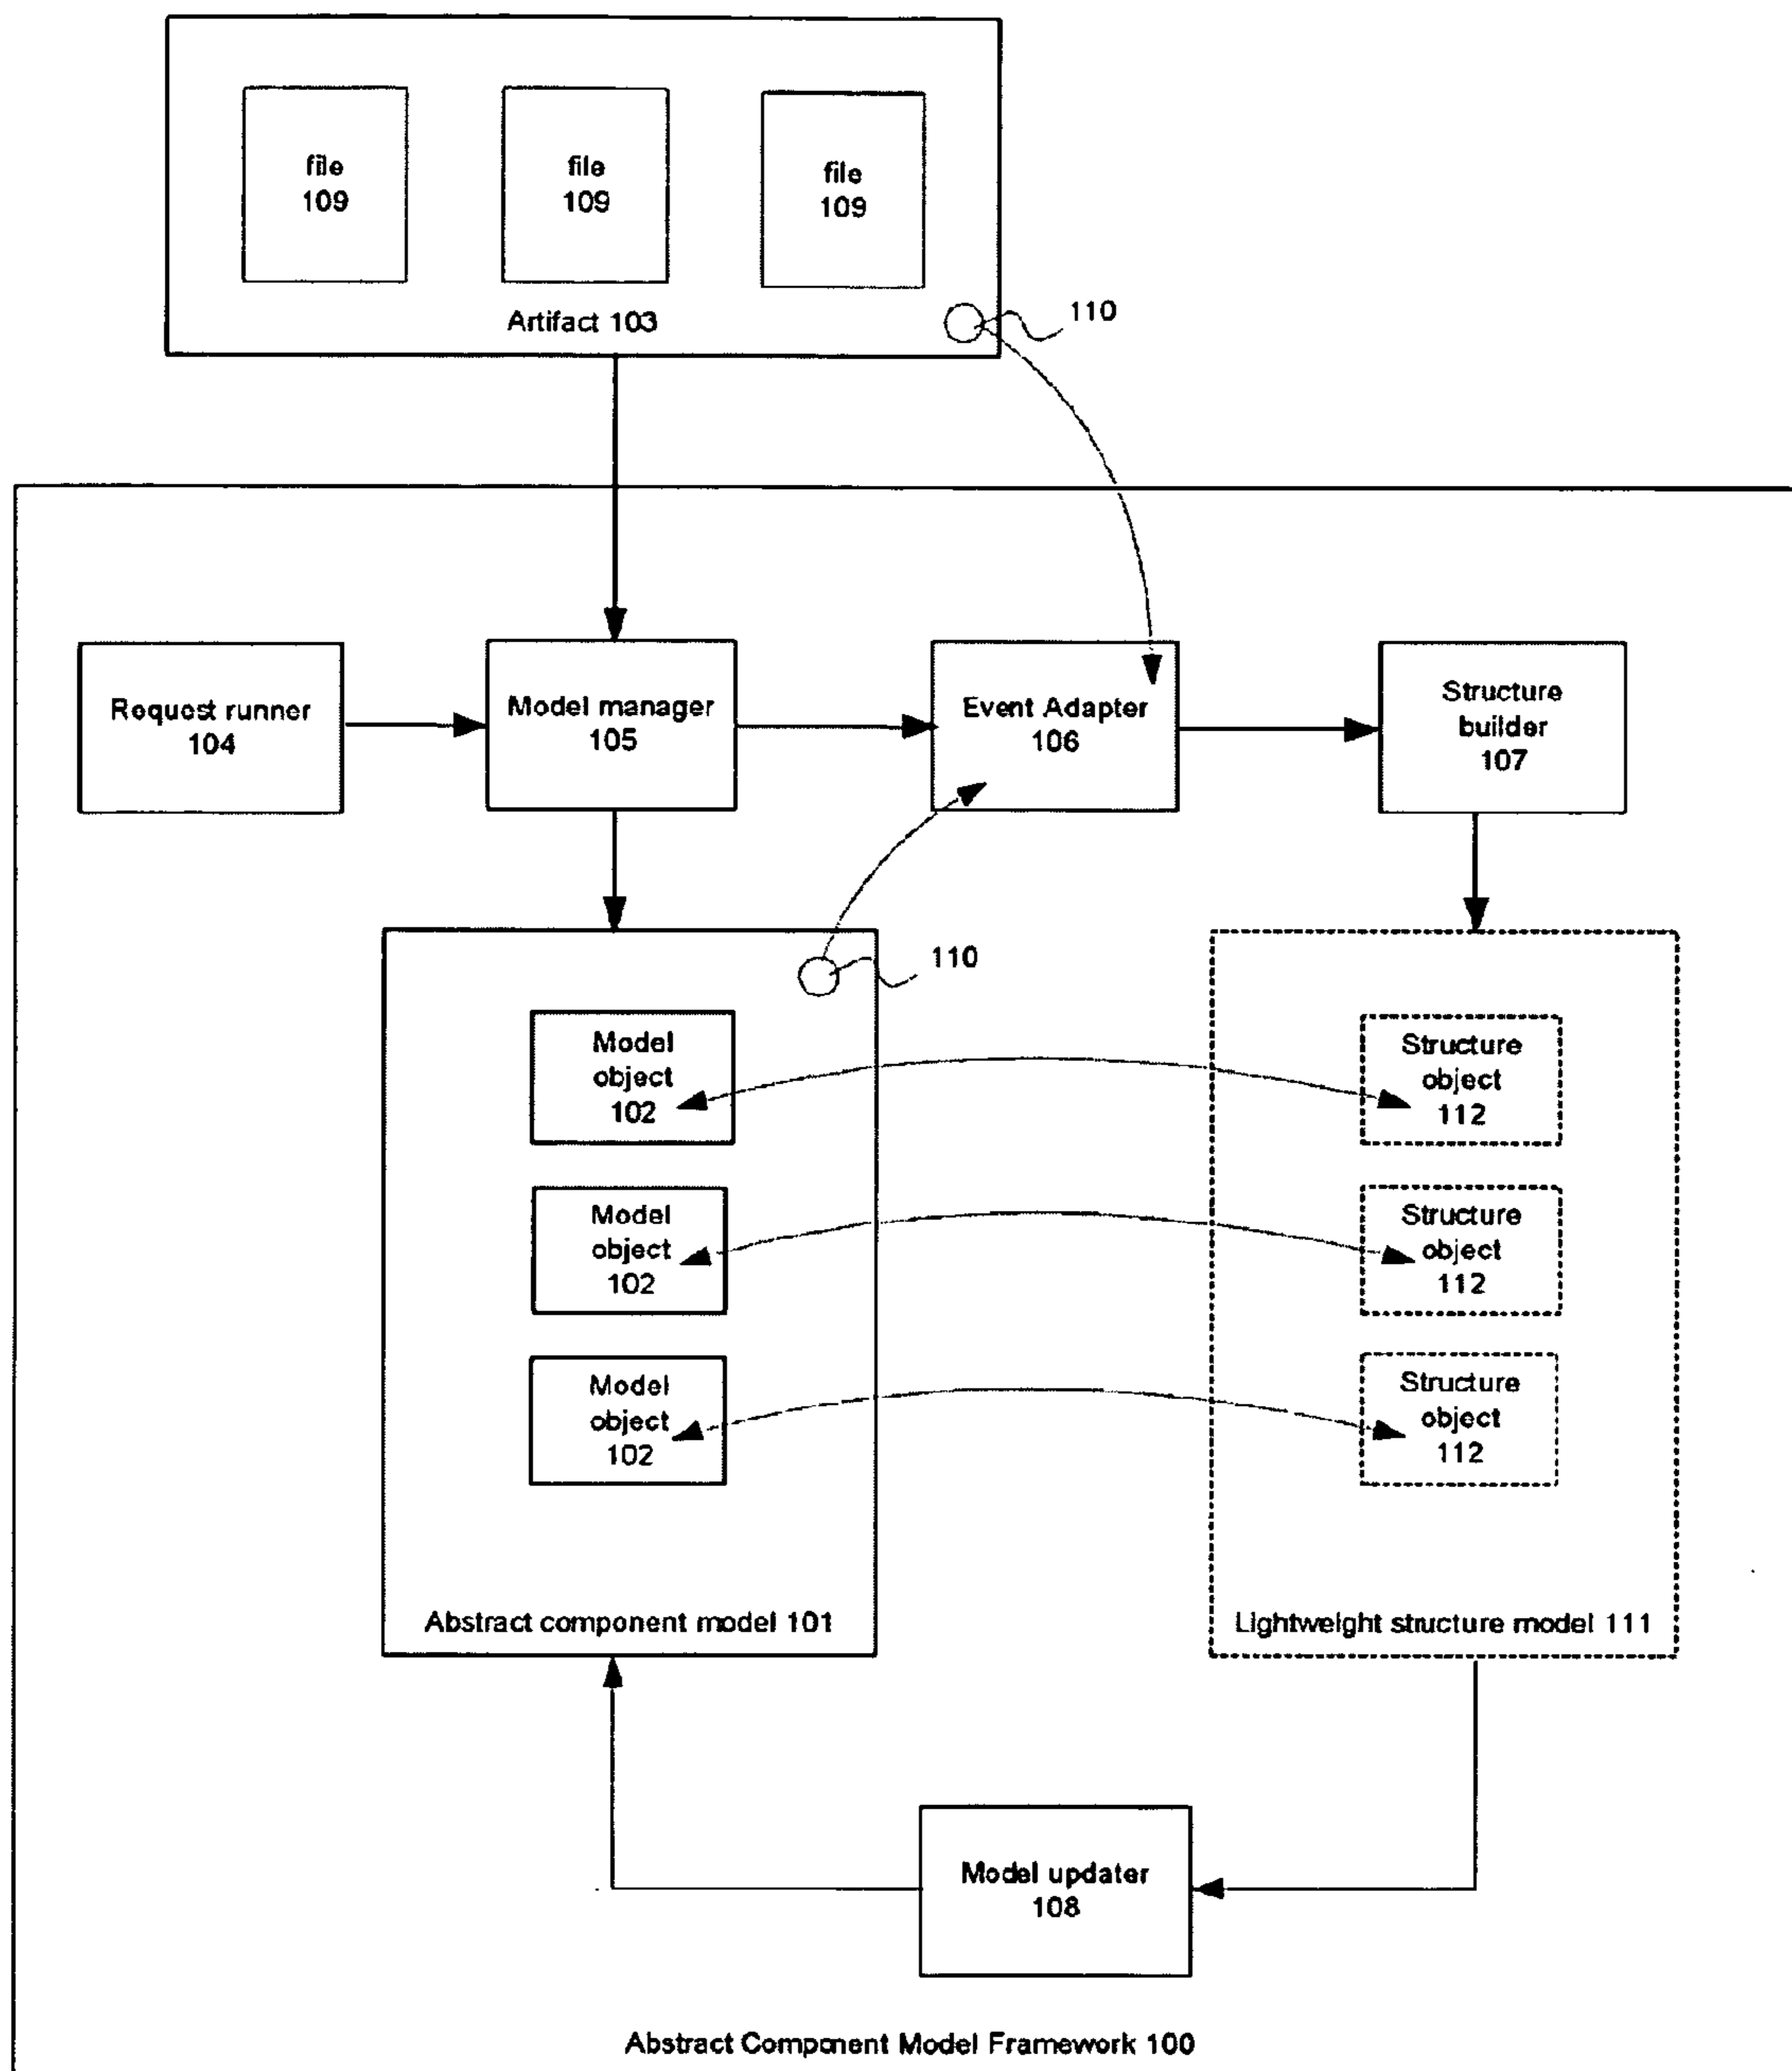 file
109
file
109
file
109
Artifact 103
110
Request runner
104
Model manager
105
Event Adapter
106
Structure
builder
107
110
Model
object
102
Structure
object
112
Model
object
102
Structure
object
112
Model
object
102
Structure
object
112
Abstract component model 101
Lightweight structure model 111
Model updater
108
Abstract Component Model Framework 100